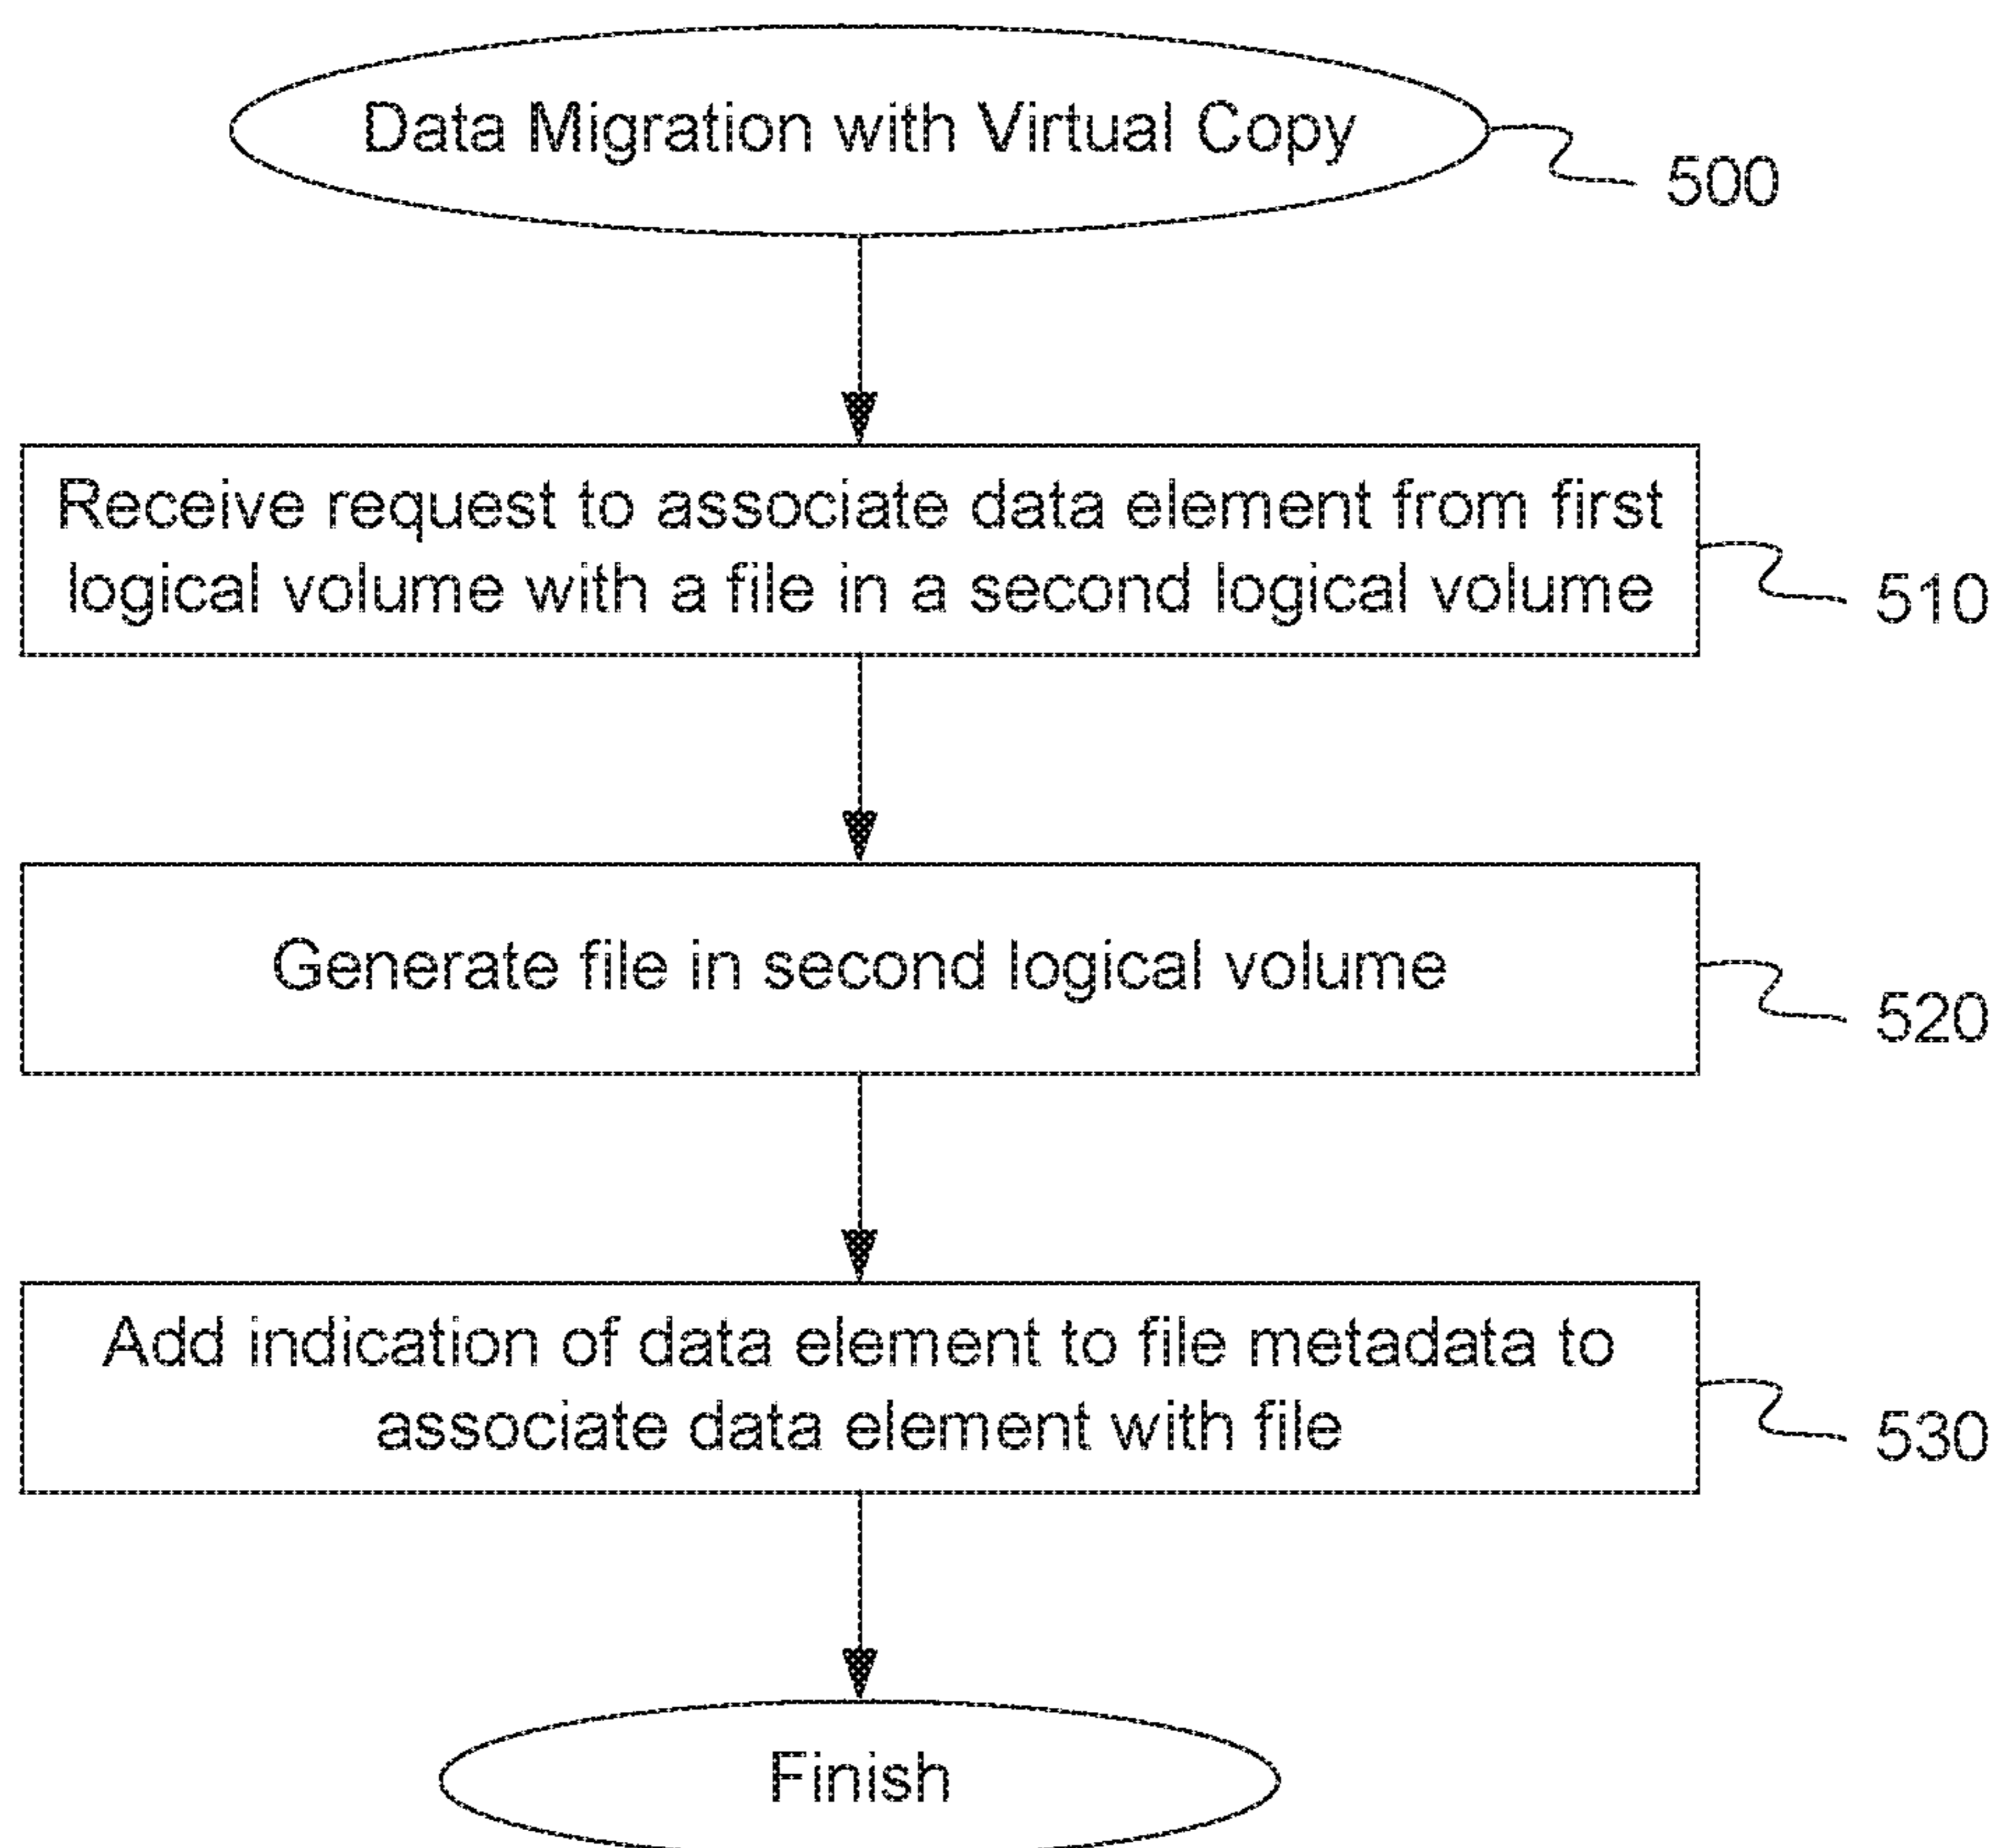 Data Migration with Virtual Copy
500
Receive request to associate data element from first
logical volume with a file in a second logical volume
510
Generate file in second logical volume
520
Add indication of data element to file metadata to
associate data element with file
530
Finish